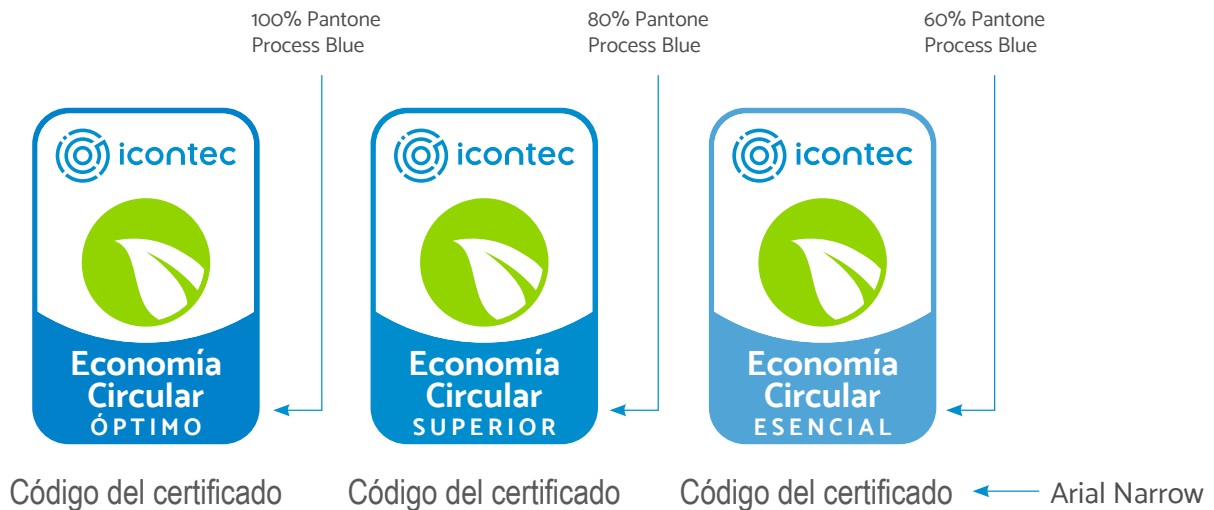 100% Pantone
Process Blue
80% Pantone
Process Blue
60% Pantone
Process Blue
icontec
Economía
Circular
ÓPTIMO
icontec
Economía
Circular
SUPERIOR
icontec
Economía
Circular
ESENCIAL
Código del certificado
Código del certificado
Código del certificado
Arial Narrow